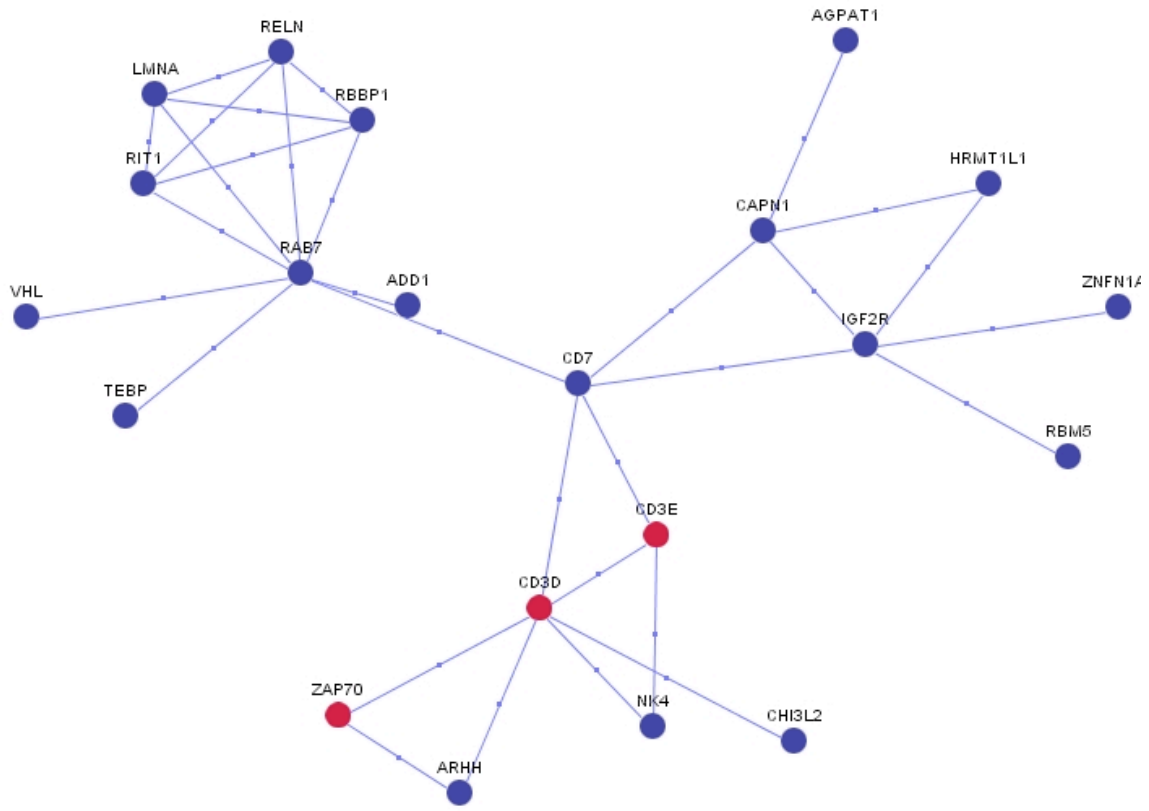 AGPAT1
RELN
LMNA
RBBP1
RIT1
HRMT1L1
CAPN1
RAB7
ADD1
VHL
ZNFN1A
IGF2R
CD7
TEBP
RBM5
CD3E
CD3D
ZAP70
NK4
CHI3L2
ARHH